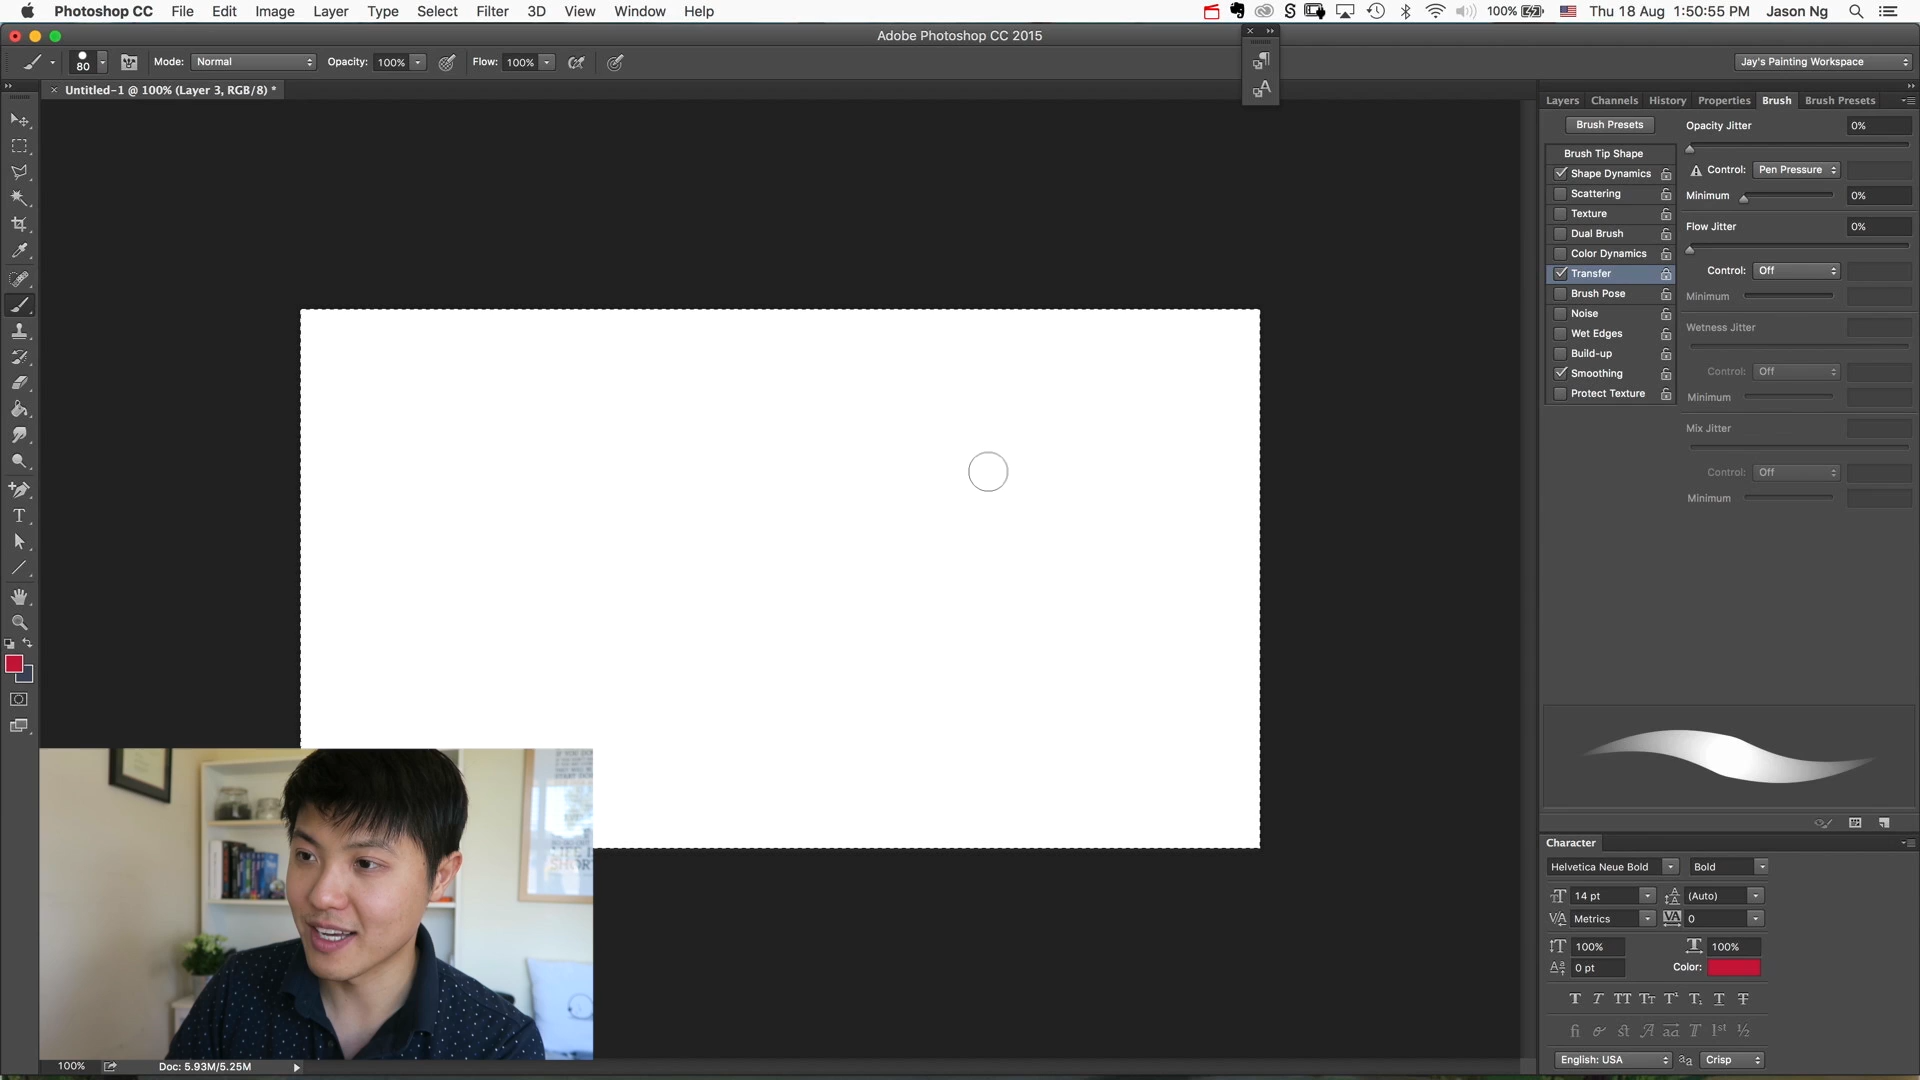 Photoshop CC File Edit Image Layer Type Select Filter 3D View Window Help
S 100% Thu 18 Aug 1:50:55 PM Jason Ng
Adobe Photoshop CC 2015
80 Mode: Normal Opacity: 100% Flow: 100%
Jay's Painting Workspace
Untitled-1 @ 100% (Layer 3, RGB/8) *
Layers Channels History Properties Brush Brush Presets
Brush Presets
Brush Tip Shape
Shape Dynamics
Scattering
Texture
Dual Brush
Color Dynamics
Transfer
Brush Pose
Noise
Wet Edges
Build-up
Smoothing
Protect Texture
Opacity Jitter 0%
Control: Pen Pressure
Minimum 0%
Flow Jitter 0%
Control: Off
Minimum
Wetness Jitter
Control: Off
Minimum
Mix Jitter
Control: Off
Minimum
Character
Helvetica Neue Bold Bold
14 pt (Auto)
Metrics 0
100% 100%
0 pt Color:
English: USA aa Crisp
LIFE
SHORT
100% Doc: 5.93M/5.25M